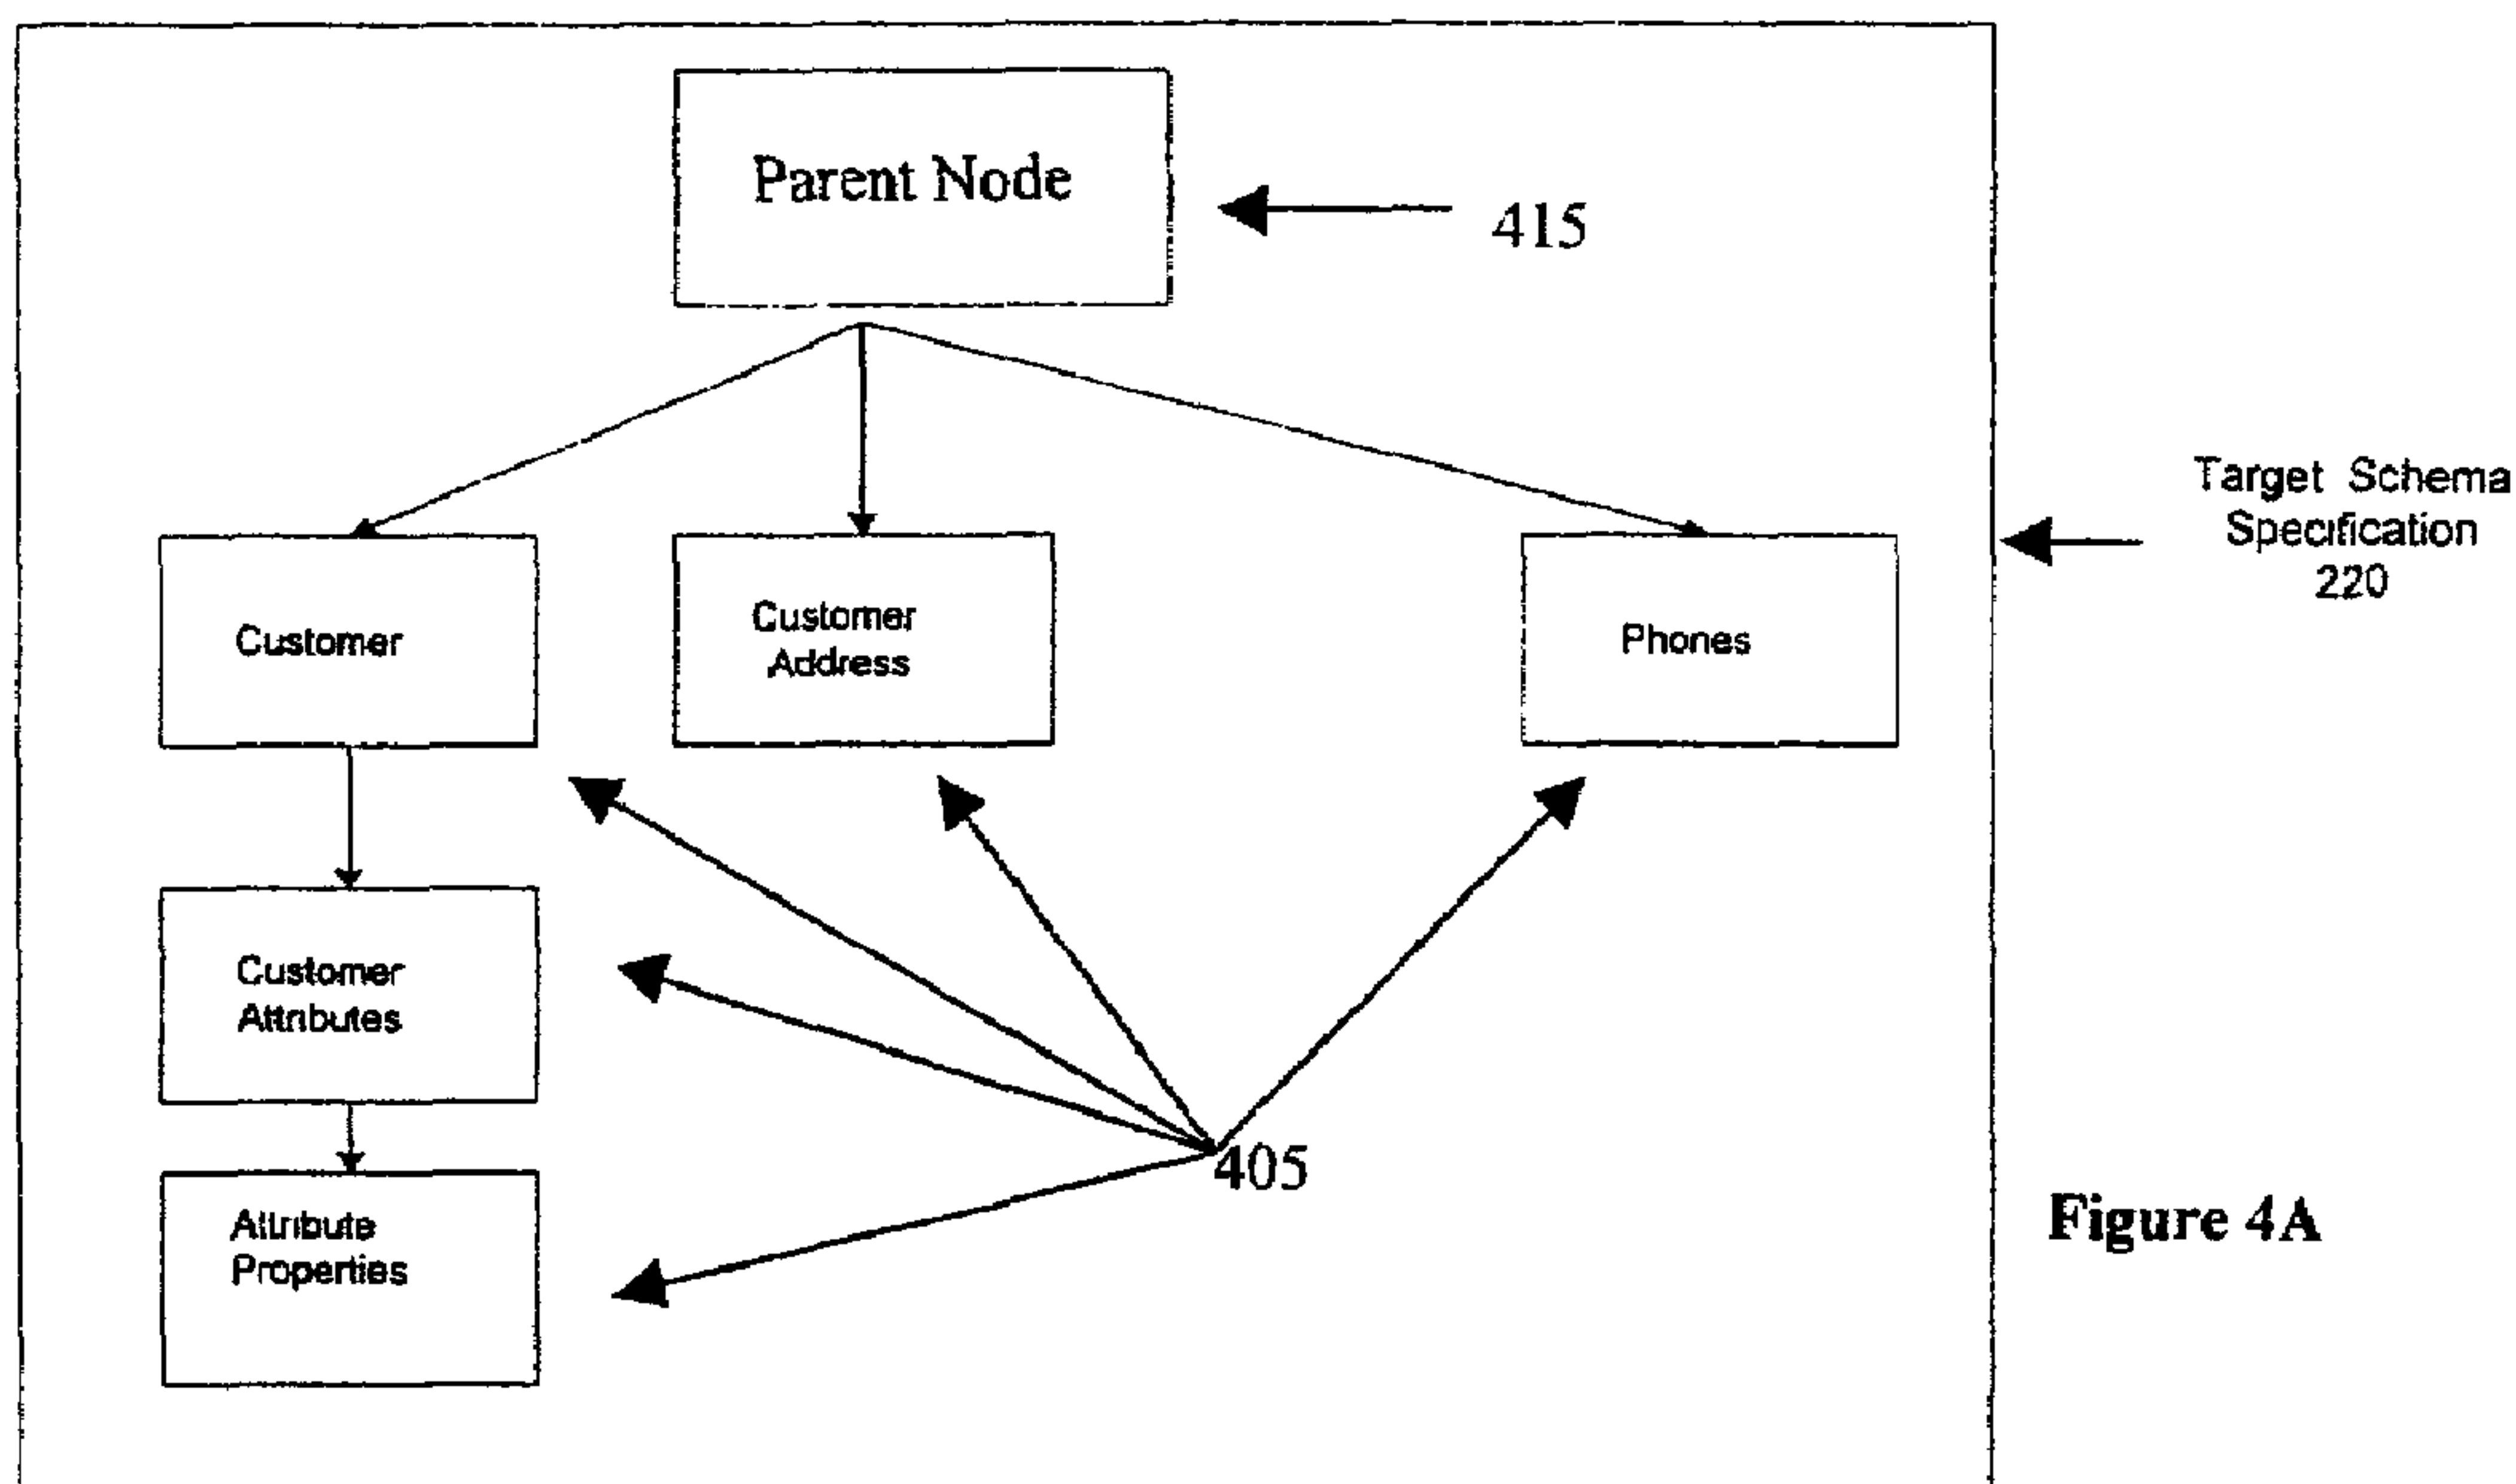 Parent Node
415
Target Schema
Specification
220
Customer
Customer
Address
Phones
Customer
Attributes
405
Attribute
Properties
Figure 4A